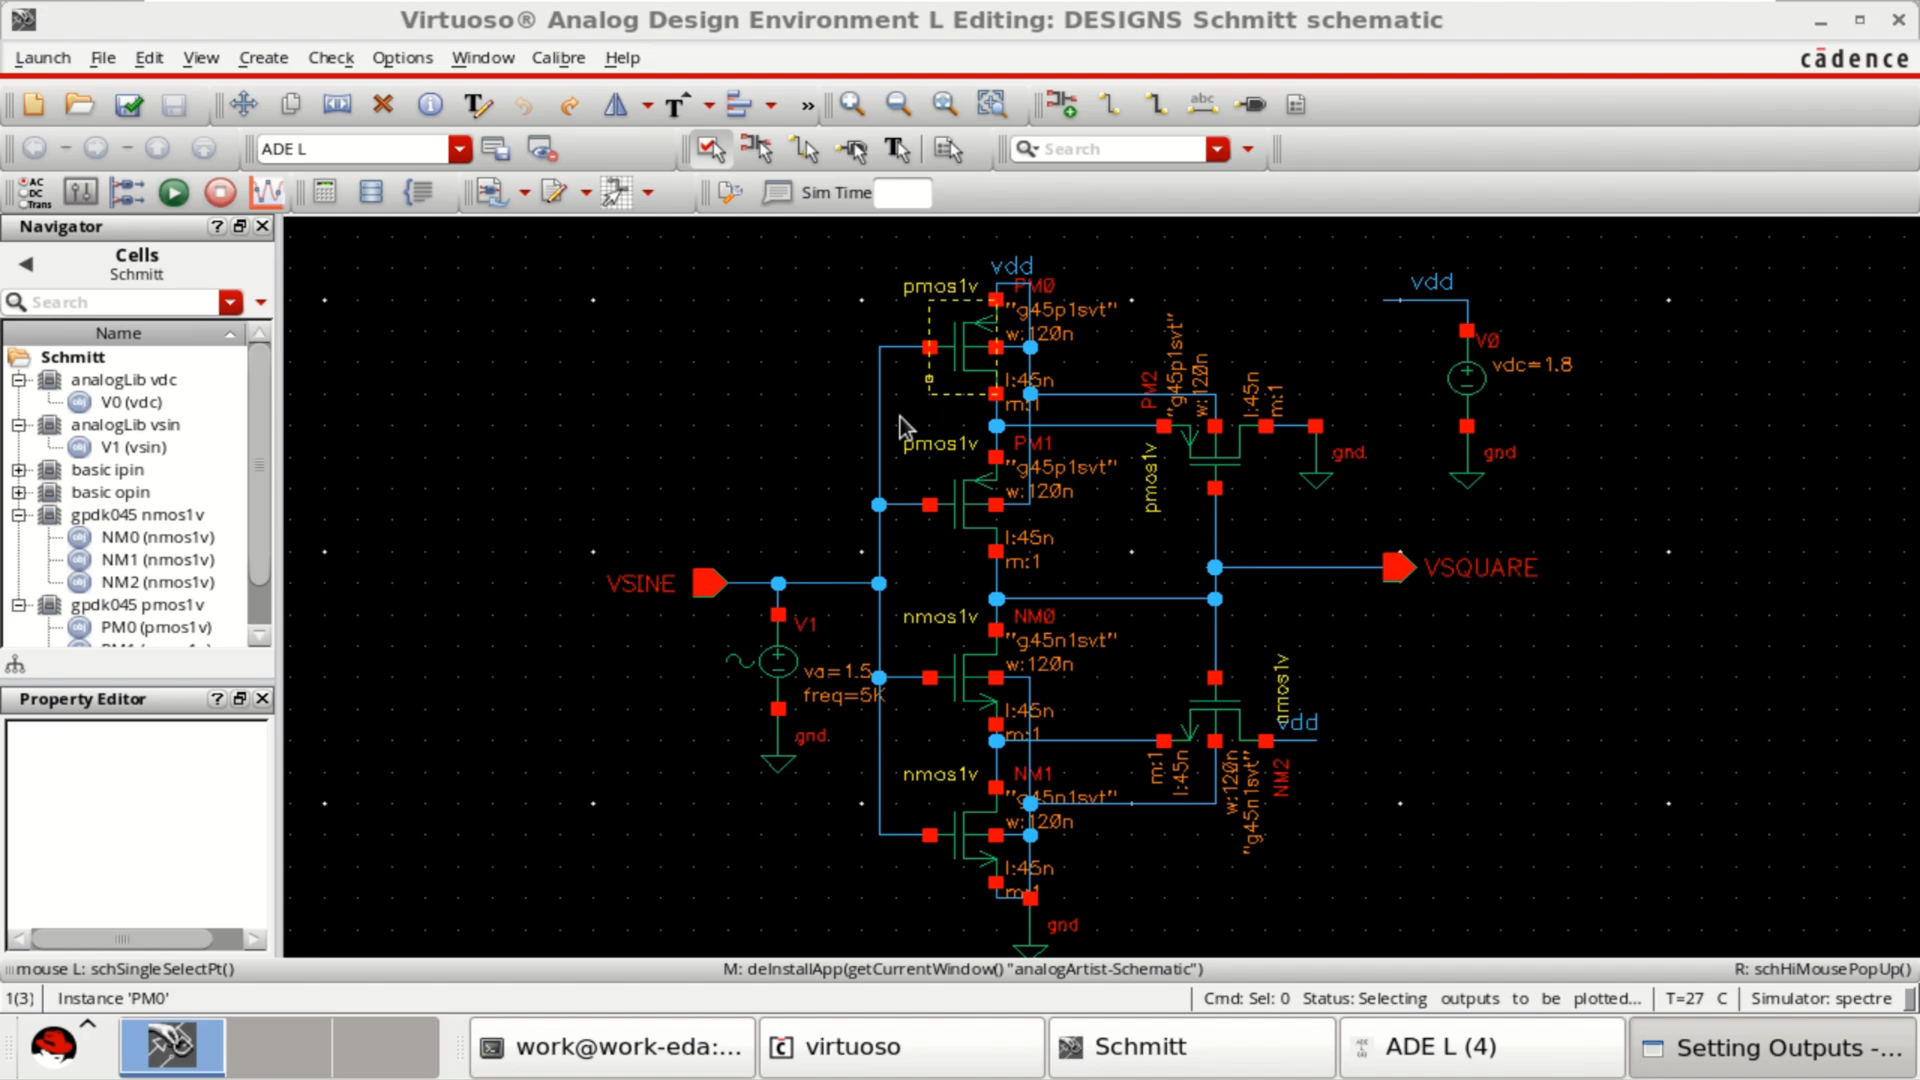 Virtuoso® Analog Design Environment L Editing: DESIGNS Schmitt schematic
Launch File Edit View Create Check Options Window Calibre Help
cādence
T T » abc
ADE L
T
Search
AC
DC
Trans
Sim Time
Navigator
Cells
Schmitt
Search
Name
Schmitt
analogLib vdc
V0 (vdc)
analogLib vsin
V1 (vsin)
basic ipin
basic opin
gpdk045 nmos1v
NM0 (nmos1v)
NM1 (nmos1v)
NM2 (nmos1v)
gpdk045 pmos1v
PM0 (pmos1v)
Property Editor
vdd
pmos1v PM0
"g45p1svt"
w:120n
l:45n
m:1
pmos1v PM1
"g45p1svt"
w:120n
l:45n
m:1
PM2
"g45p1svt"
w:120n
l:45n
m:1
pmos1v
gnd
vdd
V0
vdc=1.8
gnd
VSINE
V1
va=1.5
freq=5K
gnd
VSQUARE
nmos1v NM0
"g45n1svt"
w:120n
l:45n
m:1
nmos1v NM1
"g45n1svt"
w:120n
l:45n
m:1
gnd
vdd
m:1
l:45n
w:120n
"g45n1svt"
NM2
mouse L: schSingleSelectPt()
M: deInstallApp(getCurrentWindow() "analogArtist-Schematic")
R: schHiMousePopUp()
1(3) Instance 'PM0'
Cmd: Sel: 0 Status: Selecting outputs to be plotted... T=27 C Simulator: spectre
work@work-eda:... virtuoso Schmitt ADE L (4) Setting Outputs -...